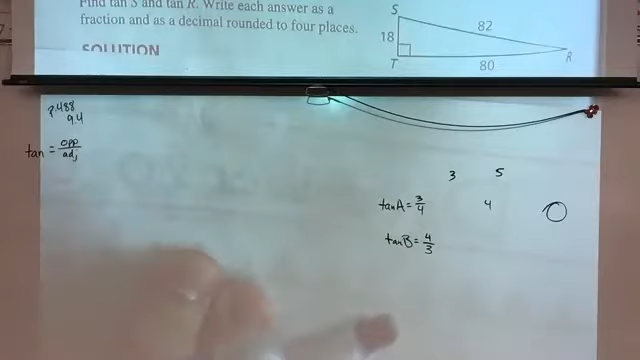 Find tan S and tan R. Write each answer as a
fraction and as a decimal rounded to four places.
SOLUTION
S
82
18
T
80
R
p.488
9.4
tan = opp/adj
3 5
tanA = 3/4
4
tanB = 4/3